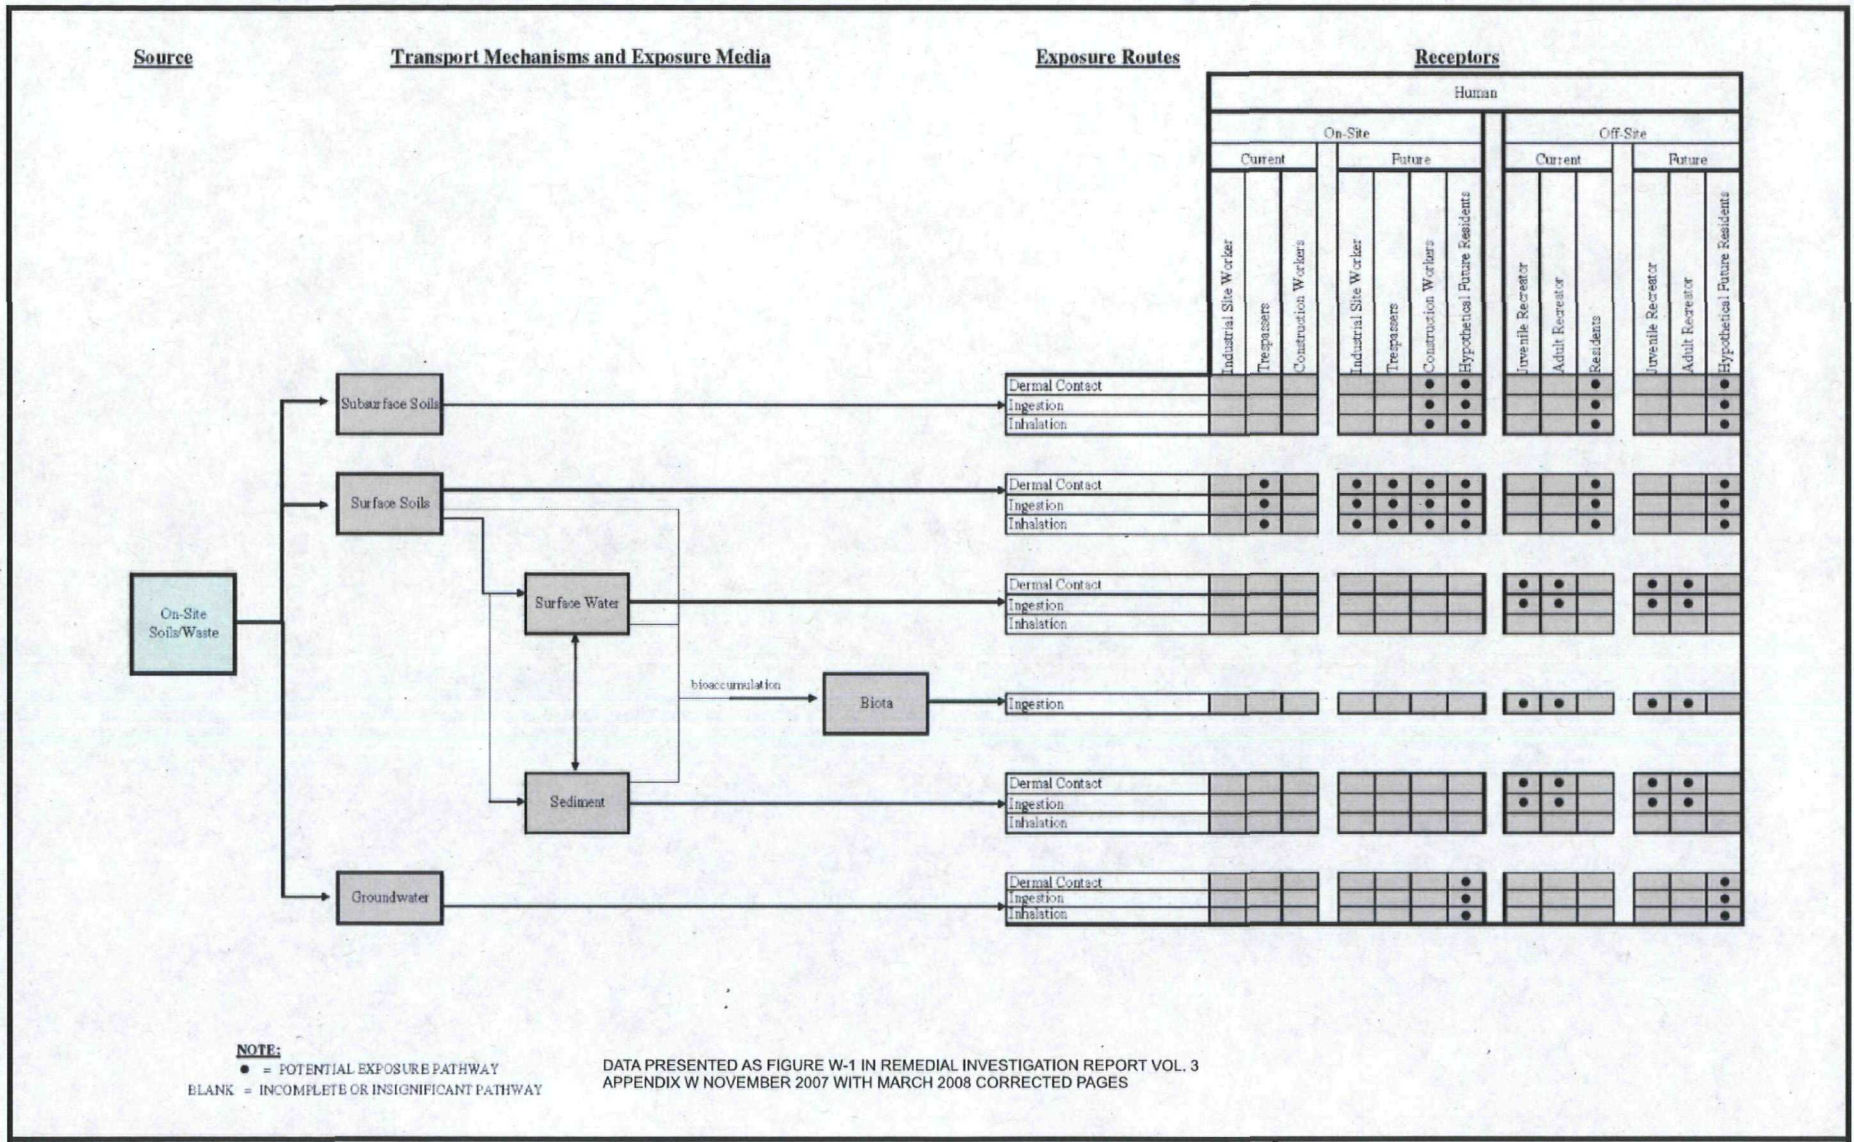 Source
Transport Mechanisms and Exposure Media
Exposure Routes
Receptors
Human
On-Site
Off-Site
Current
Future
Current
Future
Industrial Site Worker
Trespassers
Construction Workers
Industrial Site Worker
Trespassers
Construction Workers
Hypothetical Future Residents
Juvenile Recreator
Adult Recreator
Residents
Juvenile Recreator
Adult Recreator
Hypothetical Future Residents
On-Site
Soils/Waste
Subsurface Soils
Dermal Contact
Ingestion
Inhalation
Surface Soils
Dermal Contact
Ingestion
Inhalation
Surface Water
Dermal Contact
Ingestion
Inhalation
bioaccumulation
Biota
Ingestion
Sediment
Dermal Contact
Ingestion
Inhalation
Groundwater
Dermal Contact
Ingestion
Inhalation
NOTE:
● = POTENTIAL EXPOSURE PATHWAY
BLANK = INCOMPLETE OR INSIGNIFICANT PATHWAY
DATA PRESENTED AS FIGURE W-1 IN REMEDIAL INVESTIGATION REPORT VOL. 3
APPENDIX W NOVEMBER 2007 WITH MARCH 2008 CORRECTED PAGES